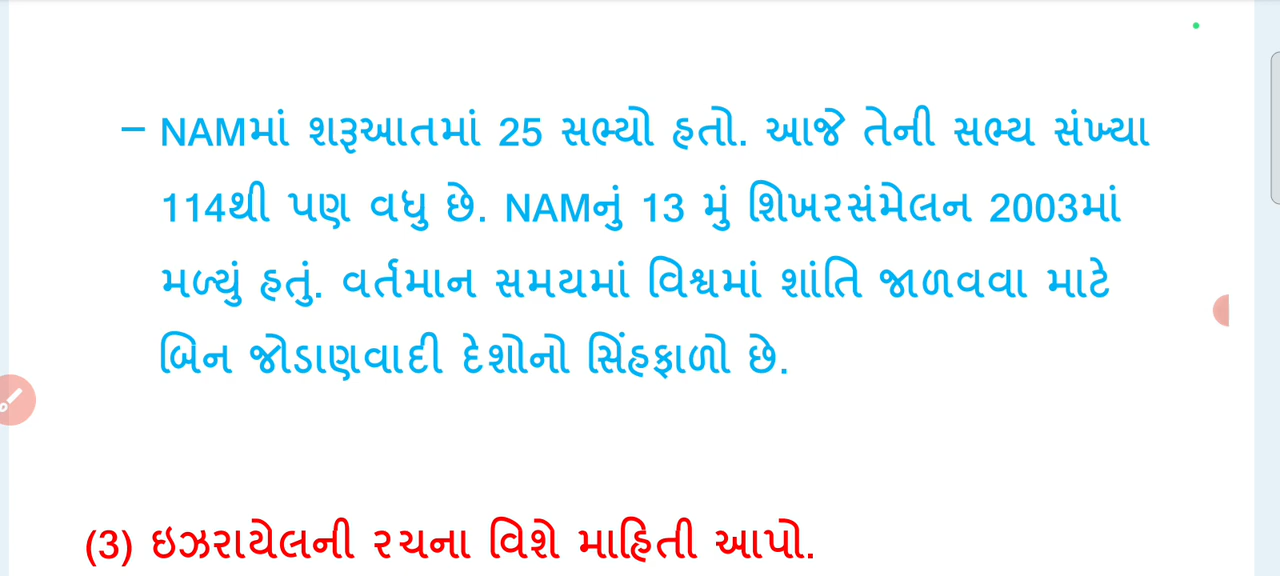 – NAMમાં શરૂઆતમાં 25 સભ્યો હતો. આજે તેની સભ્ય સંખ્યા
114થી પણ વધુ છે. NAMનું 13 મું શિખરસંમેલન 2003માં
મળ્યું હતું. વર્તમાન સમયમાં વિશ્વમાં શાંતિ જાળવવા માટે
બિન જોડાણવાદી દેશોનો સિંહફાળો છે.
(3) ઇઝરાયેલની રચના વિશે માહિતી આપો.